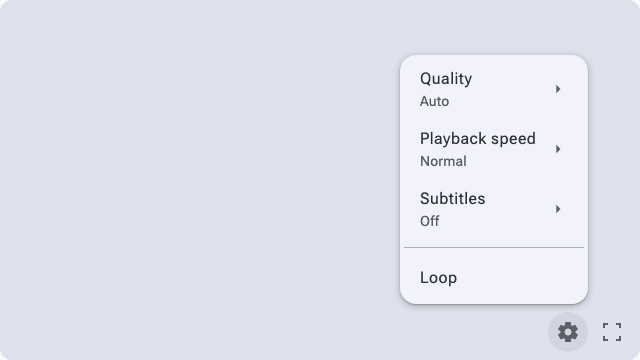 Quality
Auto
Playback speed
Normal
Subtitles
Off
Loop